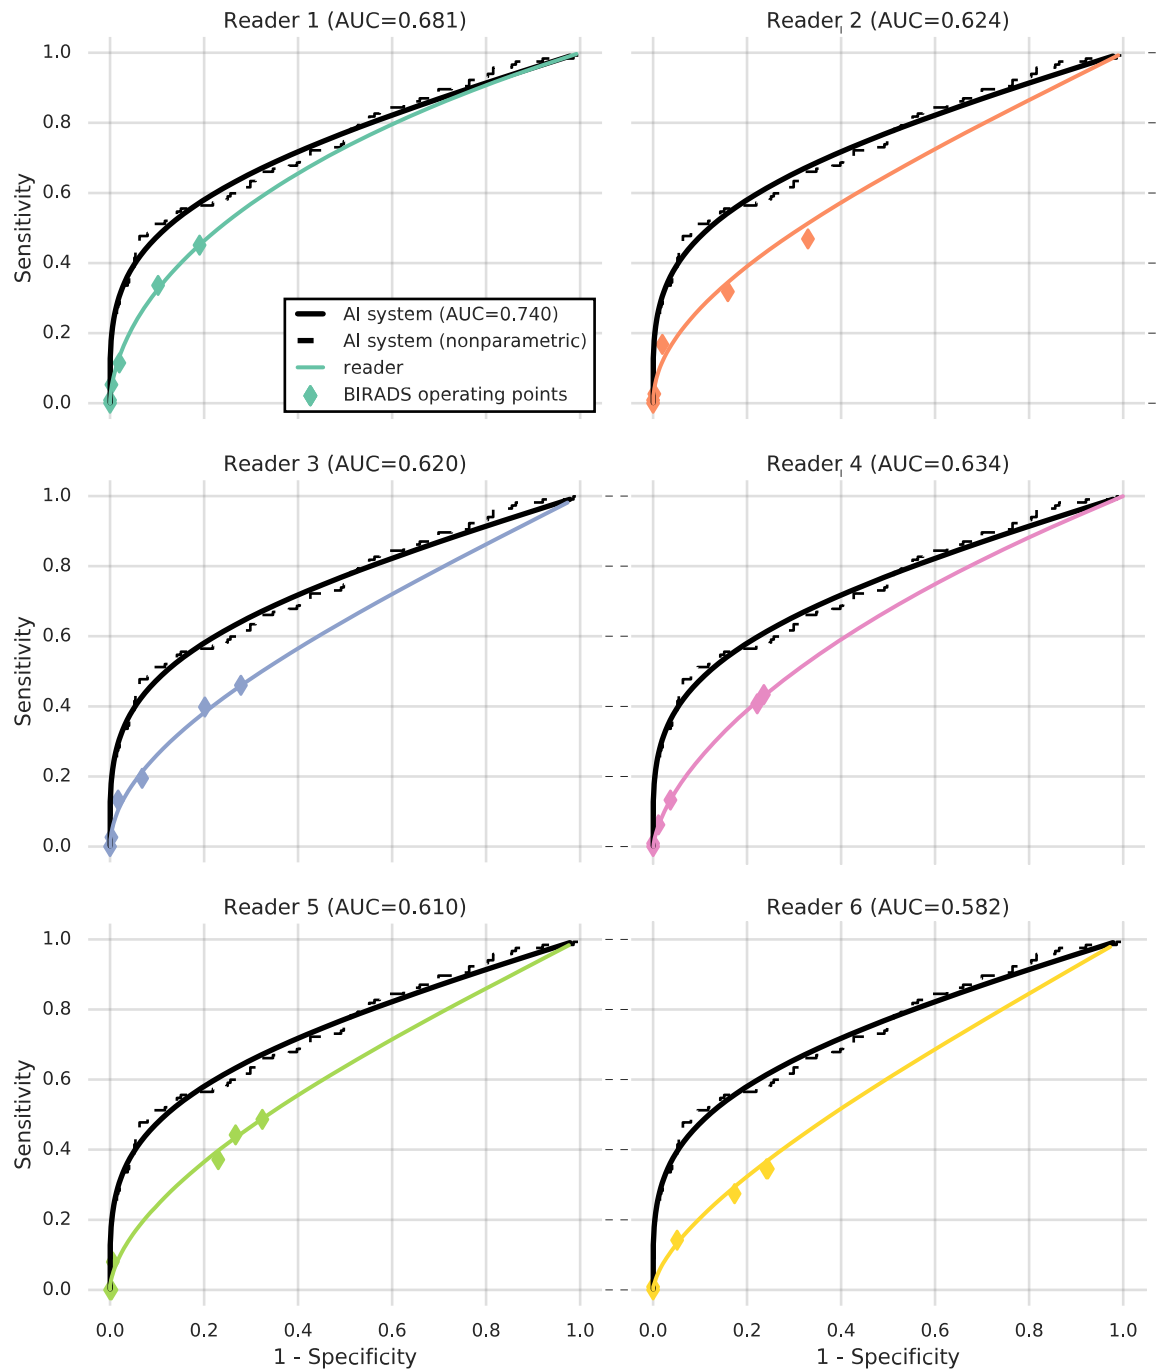 Reader 1 (AUC=0.681)
Reader 2 (AUC=0.624)
1.0
0.8
0.6
0.4
0.2
0.0
Sensitivity
AI system (AUC=0.740)
AI system (nonparametric)
reader
BIRADS operating points
Reader 3 (AUC=0.620)
Reader 4 (AUC=0.634)
1.0
0.8
0.6
0.4
0.2
0.0
Sensitivity
Reader 5 (AUC=0.610)
Reader 6 (AUC=0.582)
1.0
0.8
0.6
0.4
0.2
0.0
Sensitivity
0.0 0.2 0.4 0.6 0.8 1.0
1 - Specificity
0.0 0.2 0.4 0.6 0.8 1.0
1 - Specificity